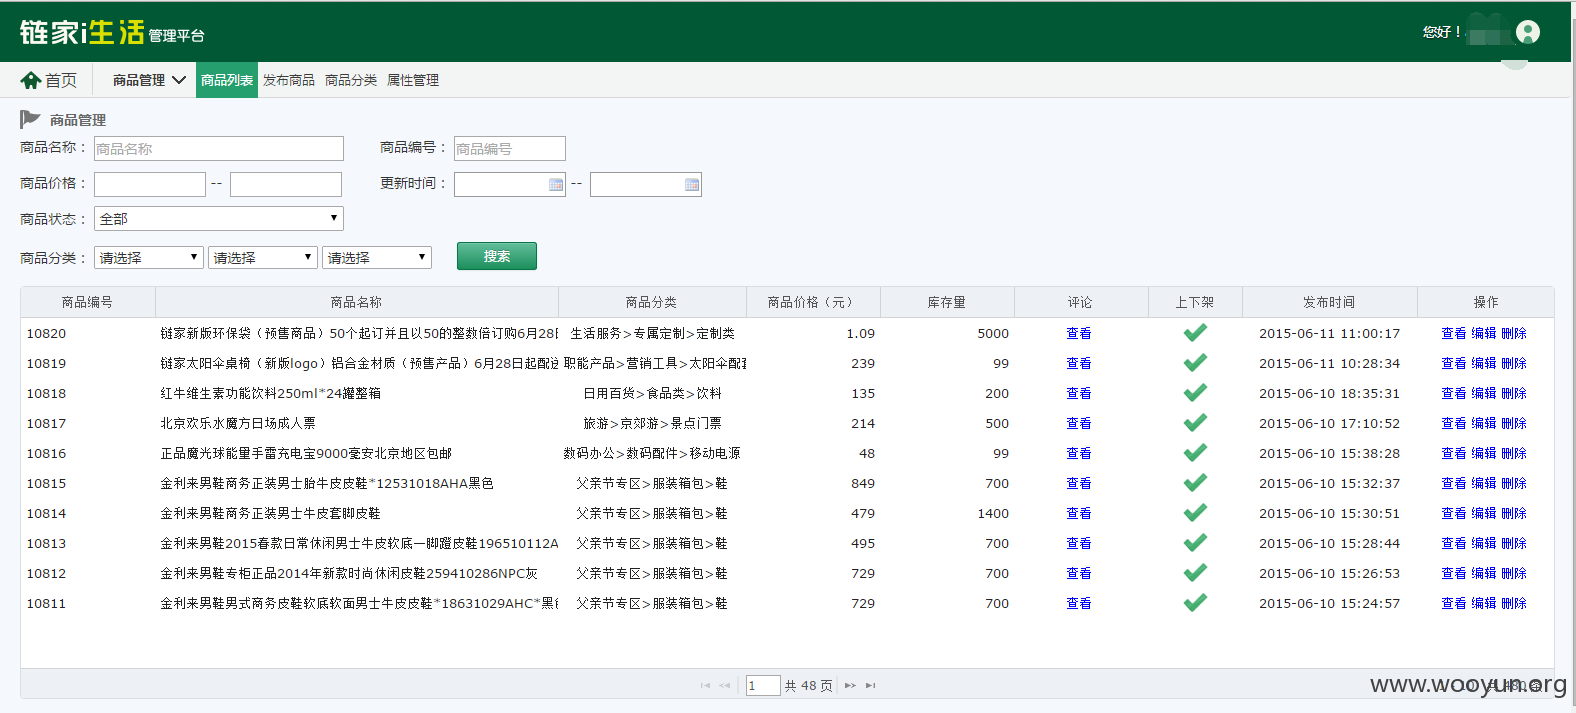 链家i生活 管理平台
您好！
首页 商品管理 商品列表 发布商品 商品分类 属性管理
商品管理
商品名称： 商品名称 商品编号： 商品编号
商品价格： -- 更新时间： --
商品状态： 全部
商品分类： 请选择 请选择 请选择 搜索
商品编号 商品名称 商品分类 商品价格（元） 库存量 评论 上下架 发布时间 操作
10820 链家新版环保袋（预售商品）50个起订并且以50的整数倍订购6月28日 生活服务>专属定制>定制类 1.09 5000 查看 2015-06-11 11:00:17 查看 编辑 删除
10819 链家太阳伞桌椅（新版logo）铝合金材质（预售产品）6月28日起配送 职能产品>营销工具>太阳伞配套 239 99 查看 2015-06-11 10:28:34 查看 编辑 删除
10818 红牛维生素功能饮料250ml*24罐整箱 日用百货>食品类>饮料 135 200 查看 2015-06-10 18:35:31 查看 编辑 删除
10817 北京欢乐水魔方日场成人票 旅游>京郊游>景点门票 214 500 查看 2015-06-10 17:10:52 查看 编辑 删除
10816 正品魔光球能量手雷充电宝9000毫安北京地区包邮 数码办公>数码配件>移动电源 48 99 查看 2015-06-10 15:38:28 查看 编辑 删除
10815 金利来男鞋商务正装男士胎牛皮皮鞋*12531018AHA黑色 父亲节专区>服装箱包>鞋 849 700 查看 2015-06-10 15:32:37 查看 编辑 删除
10814 金利来男鞋商务正装男士牛皮套脚皮鞋 父亲节专区>服装箱包>鞋 479 1400 查看 2015-06-10 15:30:51 查看 编辑 删除
10813 金利来男鞋2015春款日常休闲男士牛皮软底一脚蹬皮鞋196510112A 父亲节专区>服装箱包>鞋 495 700 查看 2015-06-10 15:28:44 查看 编辑 删除
10812 金利来男鞋专柜正品2014年新款时尚休闲皮鞋259410286NPC灰 父亲节专区>服装箱包>鞋 729 700 查看 2015-06-10 15:26:53 查看 编辑 删除
10811 金利来男鞋男式商务皮鞋软底软面男士牛皮皮鞋*18631029AHC*黑色 父亲节专区>服装箱包>鞋 729 700 查看 2015-06-10 15:24:57 查看 编辑 删除
1 共 48 页
www.wooyun.org